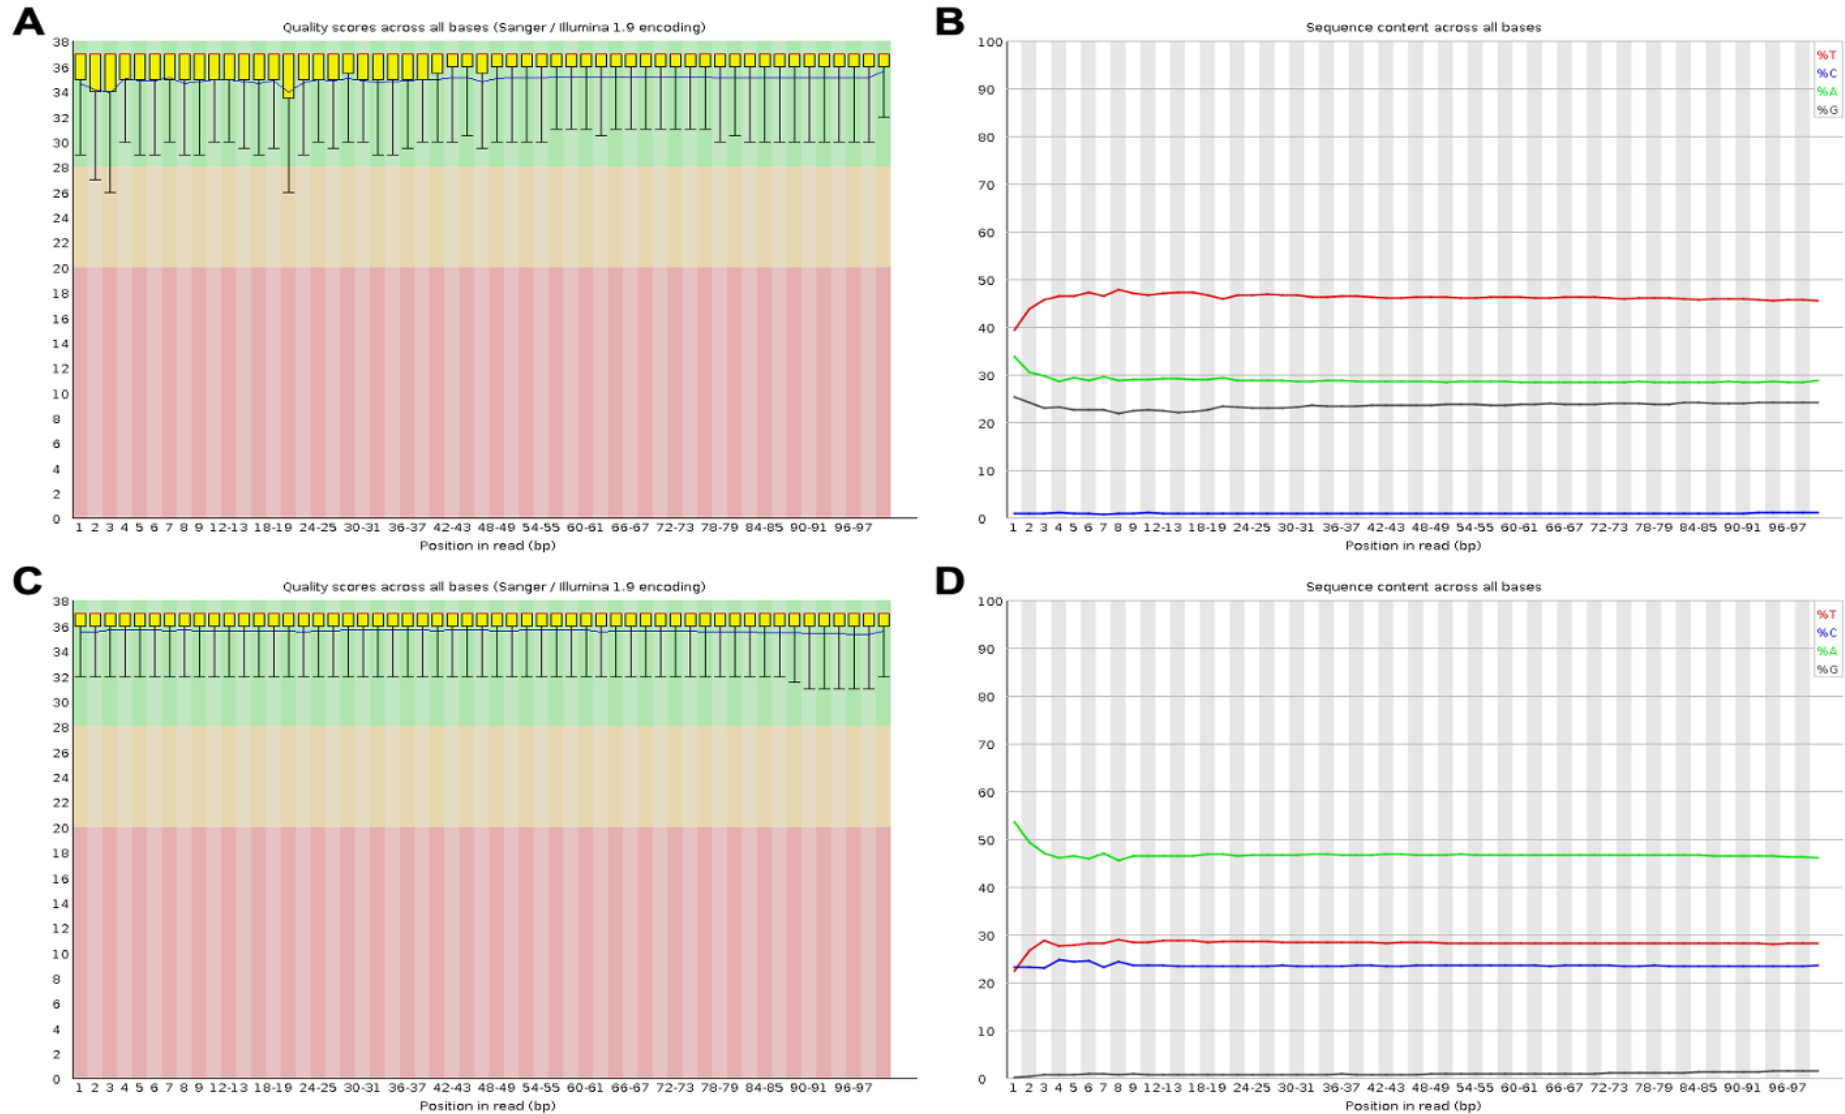 A
Quality scores across all bases (Sanger / Illumina 1.9 encoding)
38
36
34
32
30
28
26
24
22
20
18
16
14
12
10
8
6
4
2
0
1 2 3 4 5 6 7 8 9 12-13 18-19 24-25 30-31 36-37 42-43 48-49 54-55 60-61 66-67 72-73 78-79 84-85 90-91 96-97
Position in read (bp)
B
Sequence content across all bases
100
90
80
70
60
50
40
30
20
10
0
%T
%C
%A
%G
1 2 3 4 5 6 7 8 9 12-13 18-19 24-25 30-31 36-37 42-43 48-49 54-55 60-61 66-67 72-73 78-79 84-85 90-91 96-97
Position in read (bp)
C
Quality scores across all bases (Sanger / Illumina 1.9 encoding)
38
36
34
32
30
28
26
24
22
20
18
16
14
12
10
8
6
4
2
0
1 2 3 4 5 6 7 8 9 12-13 18-19 24-25 30-31 36-37 42-43 48-49 54-55 60-61 66-67 72-73 78-79 84-85 90-91 96-97
Position in read (bp)
D
Sequence content across all bases
100
90
80
70
60
50
40
30
20
10
0
%T
%C
%A
%G
1 2 3 4 5 6 7 8 9 12-13 18-19 24-25 30-31 36-37 42-43 48-49 54-55 60-61 66-67 72-73 78-79 84-85 90-91 96-97
Position in read (bp)